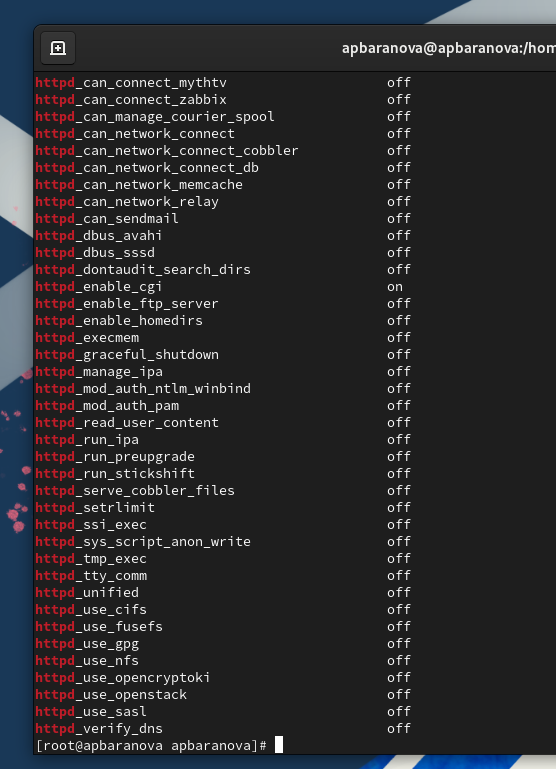 apbaranova@apbaranova:/hom
httpd_can_connect_mythtv off
httpd_can_connect_zabbix off
httpd_can_manage_courier_spool off
httpd_can_network_connect off
httpd_can_network_connect_cobbler off
httpd_can_network_connect_db off
httpd_can_network_memcache off
httpd_can_network_relay off
httpd_can_sendmail off
httpd_dbus_avahi off
httpd_dbus_sssd off
httpd_dontaudit_search_dirs off
httpd_enable_cgi on
httpd_enable_ftp_server off
httpd_enable_homedirs off
httpd_execmem off
httpd_graceful_shutdown off
httpd_manage_ipa off
httpd_mod_auth_ntlm_winbind off
httpd_mod_auth_pam off
httpd_read_user_content off
httpd_run_ipa off
httpd_run_preupgrade off
httpd_run_stickshift off
httpd_serve_cobbler_files off
httpd_setrlimit off
httpd_ssi_exec off
httpd_sys_script_anon_write off
httpd_tmp_exec off
httpd_tty_comm off
httpd_unified off
httpd_use_cifs off
httpd_use_fusefs off
httpd_use_gpg off
httpd_use_nfs off
httpd_use_opencryptoki off
httpd_use_openstack off
httpd_use_sasl off
httpd_verify_dns off
[root@apbaranova apbaranova]#